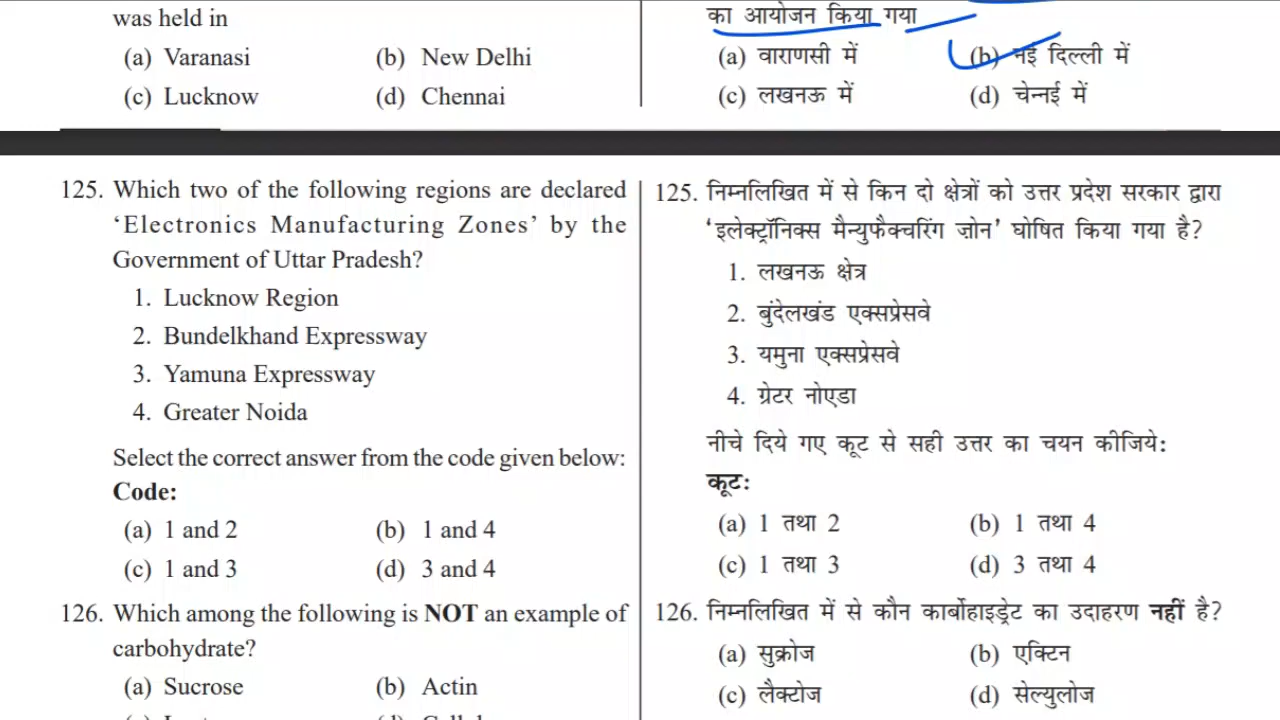 was held in
(a) Varanasi (b) New Delhi
(c) Lucknow (d) Chennai
का आयोजन किया गया
(a) वाराणसी में (b) नई दिल्ली में
(c) लखनऊ में (d) चेन्नई में
125. Which two of the following regions are declared
‘Electronics Manufacturing Zones’ by the
Government of Uttar Pradesh?
1. Lucknow Region
2. Bundelkhand Expressway
3. Yamuna Expressway
4. Greater Noida
Select the correct answer from the code given below:
Code:
(a) 1 and 2 (b) 1 and 4
(c) 1 and 3 (d) 3 and 4
126. Which among the following is NOT an example of
carbohydrate?
(a) Sucrose (b) Actin
125. निम्नलिखित में से किन दो क्षेत्रों को उत्तर प्रदेश सरकार द्वारा
‘इलेक्ट्रॉनिक्स मैन्युफैक्चरिंग ज़ोन’ घोषित किया गया है?
1. लखनऊ क्षेत्र
2. बुंदेलखंड एक्सप्रेसवे
3. यमुना एक्सप्रेसवे
4. ग्रेटर नोएडा
नीचे दिये गए कूट से सही उत्तर का चयन कीजिये:
कूट:
(a) 1 तथा 2 (b) 1 तथा 4
(c) 1 तथा 3 (d) 3 तथा 4
126. निम्नलिखित में से कौन कार्बोहाइड्रेट का उदाहरण नहीं है?
(a) सुक्रोज (b) एक्टिन
(c) लैक्टोज (d) सेल्युलोज